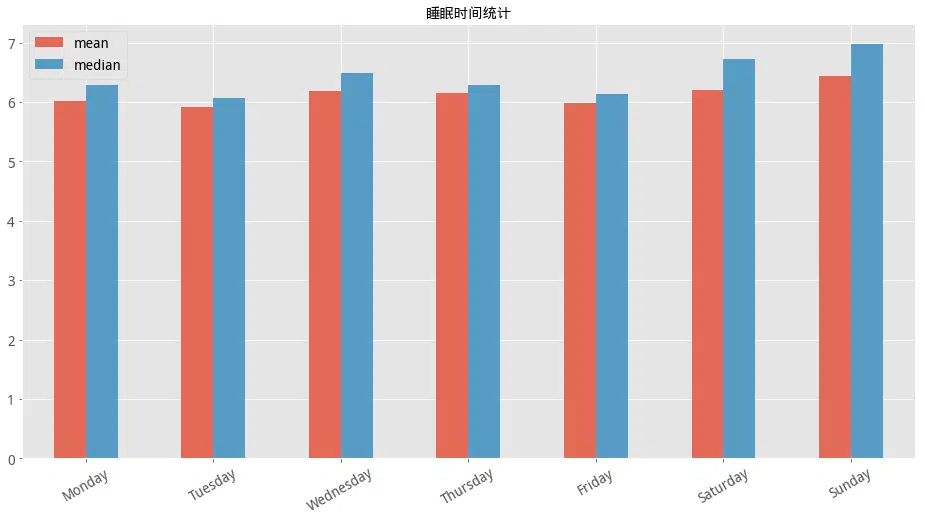 睡眠时间统计
mean
median
7
6
5
4
3
2
1
0
Monday
Tuesday
Wednesday
Thursday
Friday
Saturday
Sunday